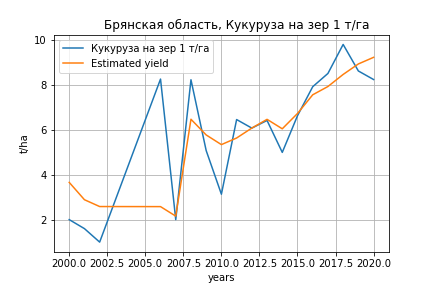 Брянская область, Кукуруза на зер 1 т/га
Кукуруза на зер 1 т/га
Estimated yield
t/ha
10
8
6
4
2
2000.0 2002.5 2005.0 2007.5 2010.0 2012.5 2015.0 2017.5 2020.0
years